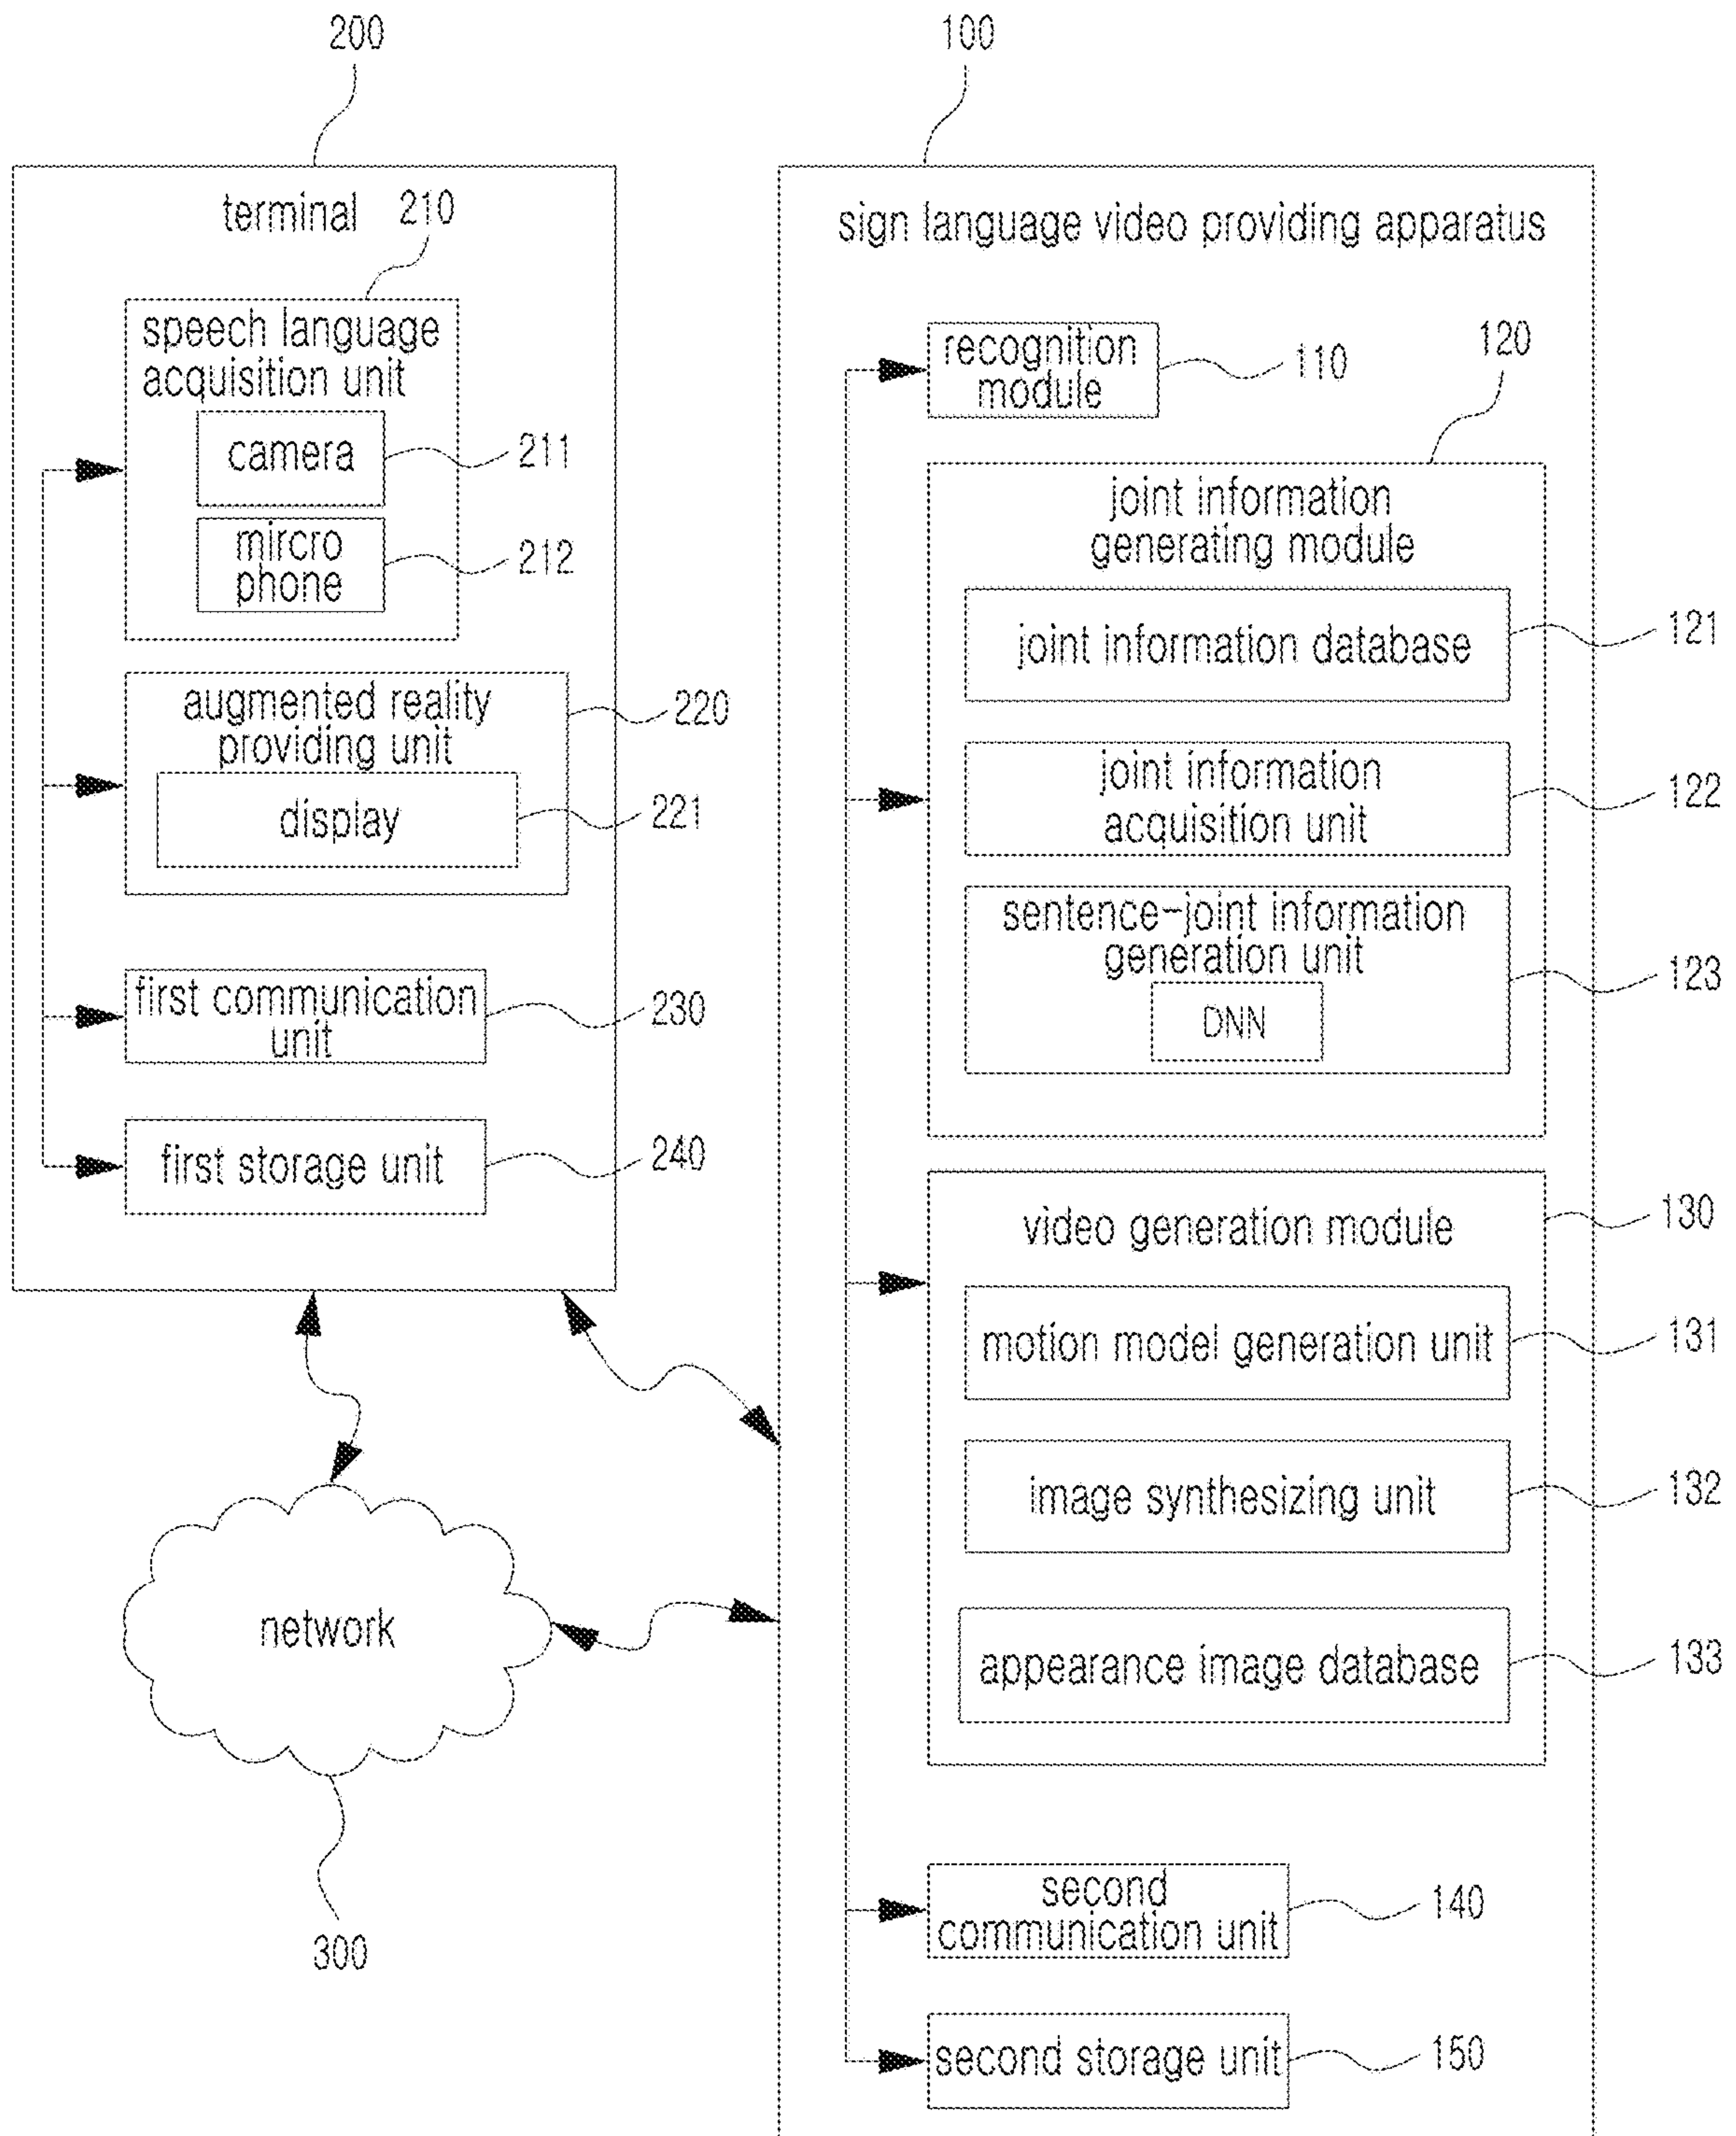 200
terminal
210
speech language
acquisition unit
camera
211
mircro
phone
212
augmented reality
providing unit
220
display
221
first communication
unit
230
first storage unit
240
network
300
100
sign language video providing apparatus
recognition
module
110
120
joint information
generating module
joint information database
121
joint information
acquisition unit
122
sentence-joint information
generation unit
DNN
123
video generation module
130
motion model generation unit
131
image synthesizing unit
132
appearance image database
133
second
communication unit
140
second storage unit
150